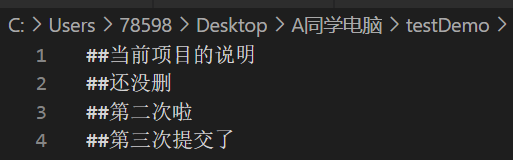 C: > Users > 78598 > Desktop > A同学电脑 > testDemo >
1 ##当前项目的说明
2 ##还没删
3 ##第二次啦
4 ##第三次提交了